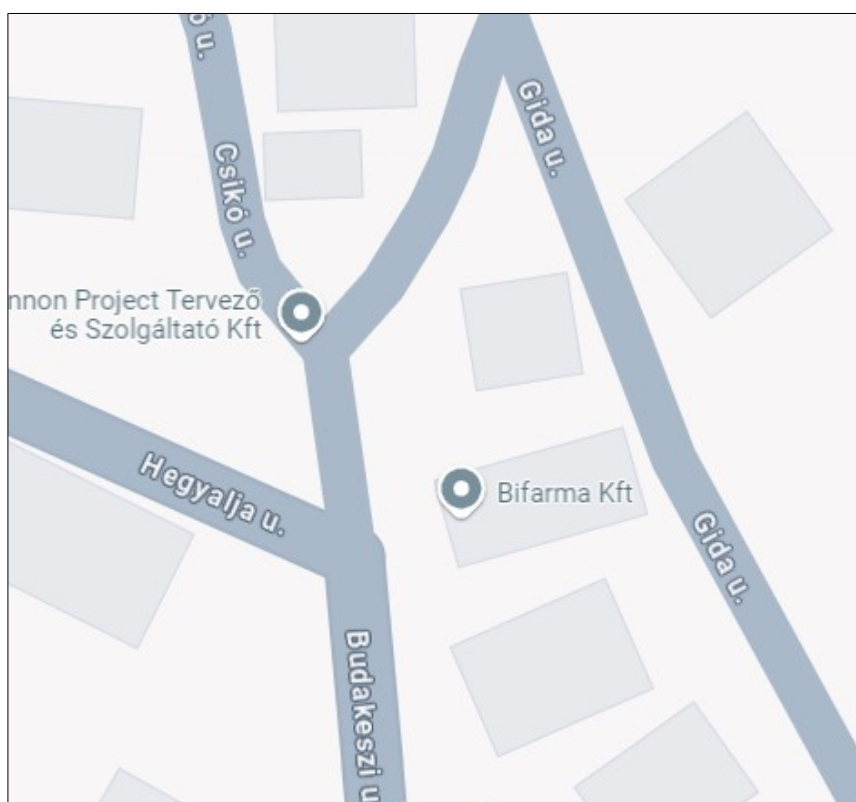 ó u.
Csikó u.
Gida u.
nnon Project Tervező
és Szolgáltató Kft
Hegyalja u.
Bifarma Kft
Gida u.
Budakeszi u